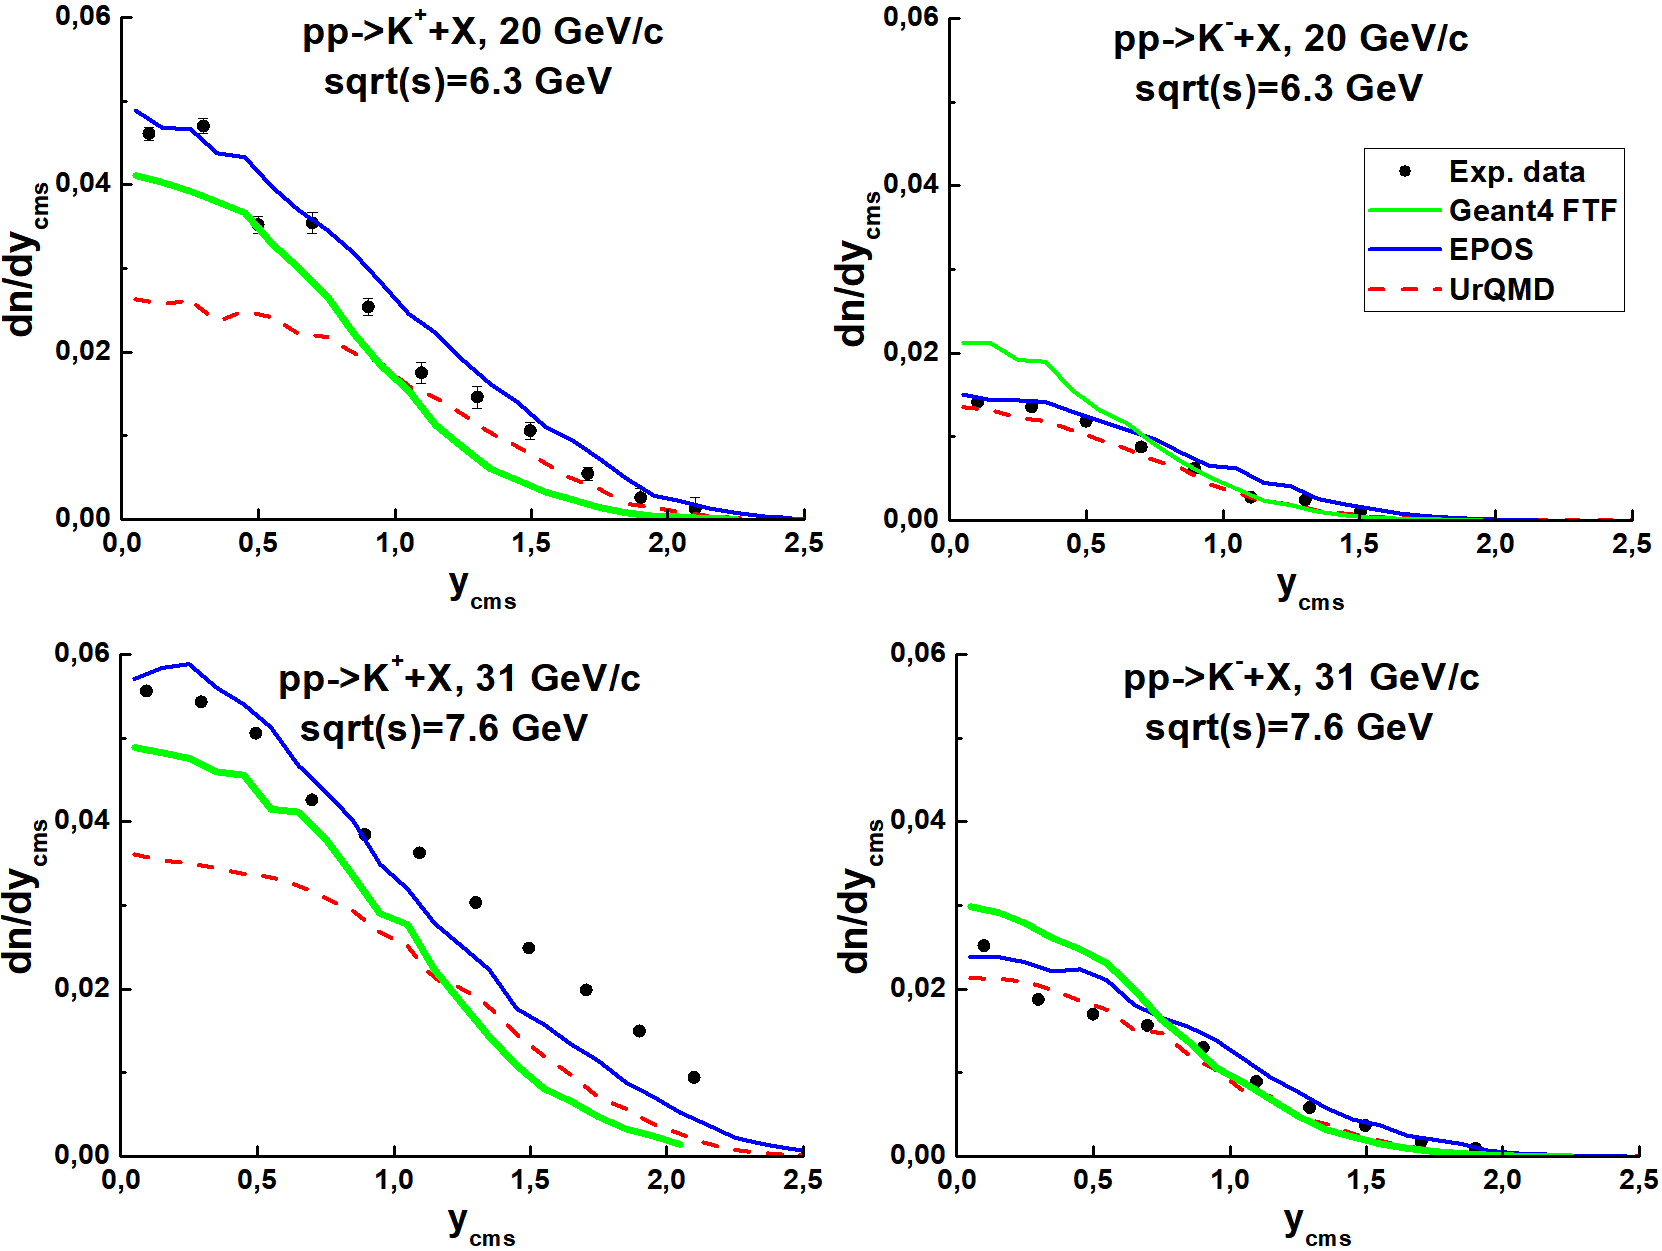 pp->K⁺+X, 20 GeV/c
sqrt(s)=6.3 GeV
0,06
0,04
0,02
0,00
dn/dy_cms
0,0 0,5 1,0 1,5 2,0 2,5
y_cms
pp->K⁻+X, 20 GeV/c
sqrt(s)=6.3 GeV
Exp. data
Geant4 FTF
EPOS
UrQMD
0,06
0,04
0,02
0,00
dn/dy_cms
0,0 0,5 1,0 1,5 2,0 2,5
y_cms
pp->K⁺+X, 31 GeV/c
sqrt(s)=7.6 GeV
0,06
0,04
0,02
0,00
dn/dy_cms
0,0 0,5 1,0 1,5 2,0 2,5
y_cms
pp->K⁻+X, 31 GeV/c
sqrt(s)=7.6 GeV
0,06
0,04
0,02
0,00
dn/dy_cms
0,0 0,5 1,0 1,5 2,0 2,5
y_cms